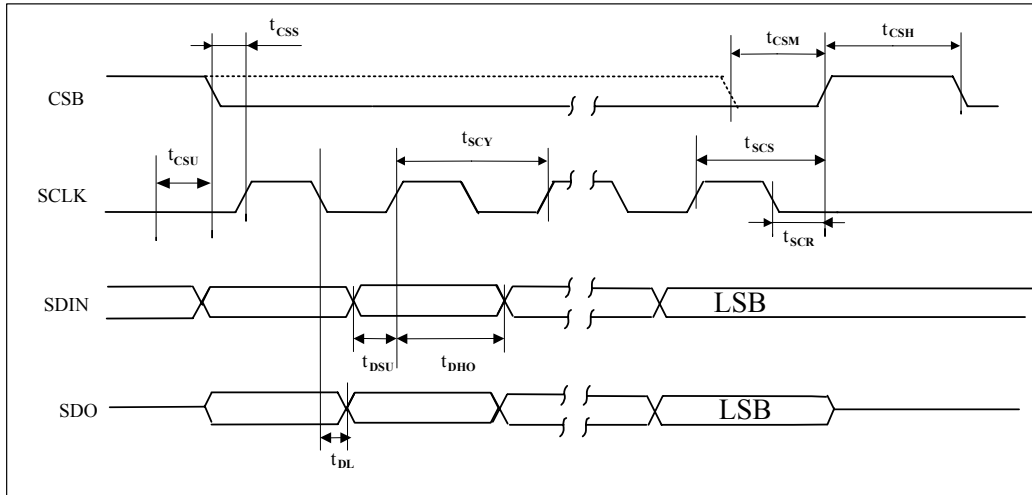 tCSS
tCSM
tCSH
CSB
tCSU
tSCY
tSCS
SCLK
tSCR
SDIN
LSB
tDSU
tDHO
SDO
LSB
tDL